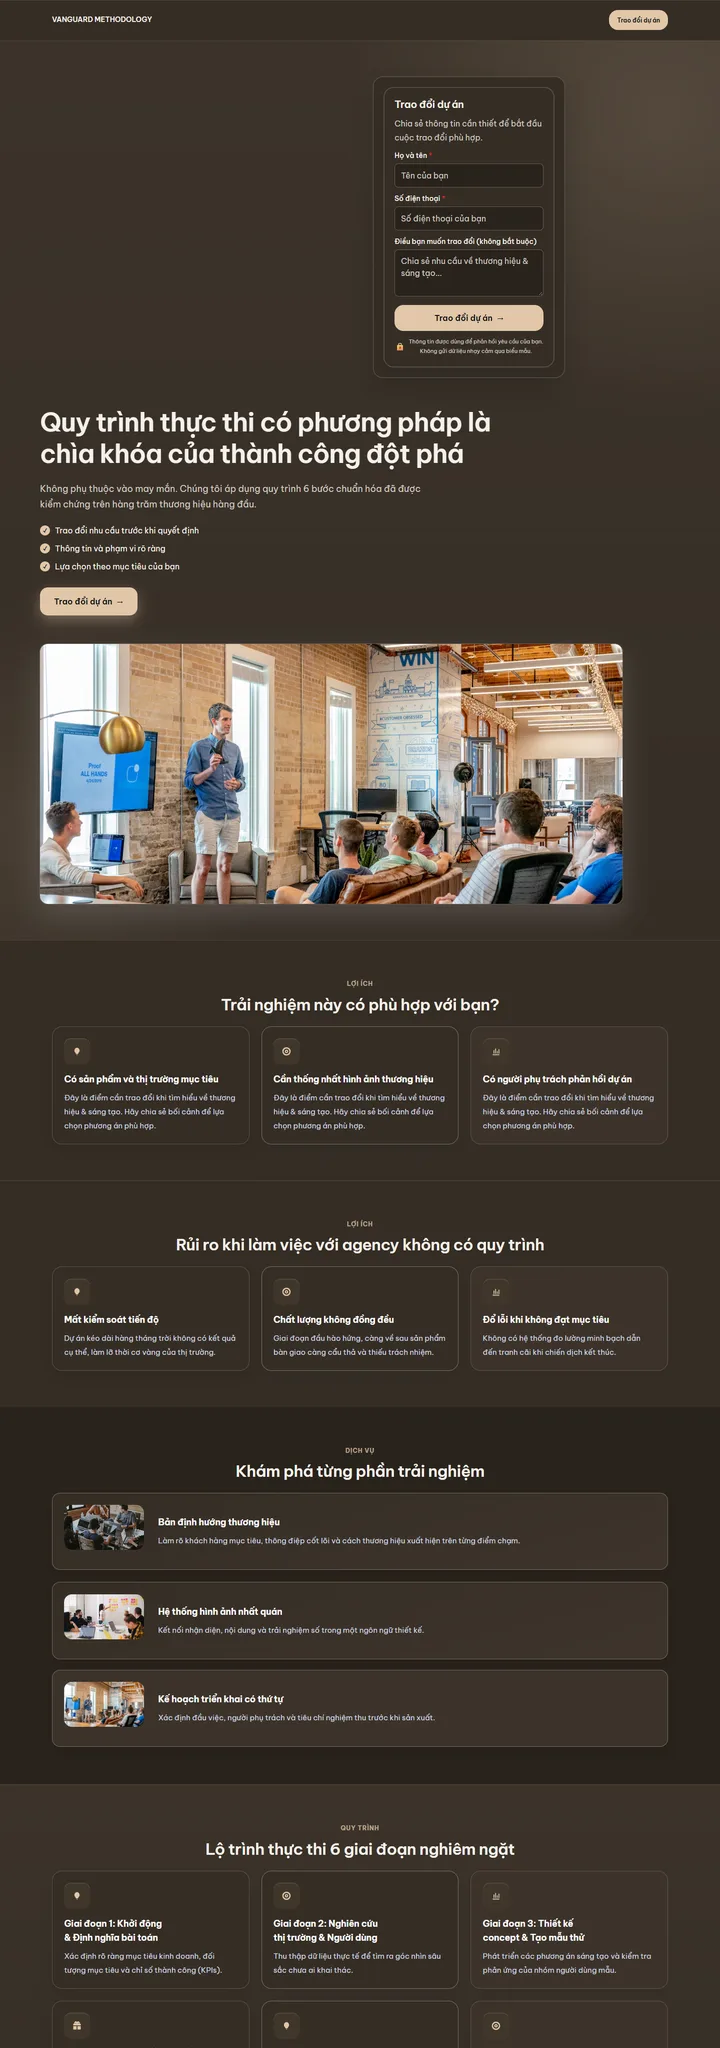 VANGUARD METHODOLOGY
Trao đổi dự án
Trao đổi dự án
Chia sẻ thông tin cần thiết để bắt đầu
cuộc trao đổi phù hợp.
Họ và tên *
Tên của bạn
Số điện thoại *
Số điện thoại của bạn
Điều bạn muốn trao đổi (không bắt buộc)
Chia sẻ nhu cầu về thương hiệu &
sáng tạo...
Trao đổi dự án →
Thông tin được dùng để phản hồi yêu cầu của bạn.
Không gửi dữ liệu nhạy cảm qua biểu mẫu.
Quy trình thực thi có phương pháp là
chìa khóa của thành công đột phá
Không phụ thuộc vào may mắn. Chúng tôi áp dụng quy trình 6 bước chuẩn hóa đã được
kiểm chứng trên hàng trăm thương hiệu hàng đầu.
Trao đổi nhu cầu trước khi quyết định
Thông tin và phạm vi rõ ràng
Lựa chọn theo mục tiêu của bạn
Trao đổi dự án →
WIN
Proof
ALL HANDS
LỢI ÍCH
Trải nghiệm này có phù hợp với bạn?
Có sản phẩm và thị trường mục tiêu
Đây là điểm cần trao đổi khi tìm hiểu về thương
hiệu & sáng tạo. Hãy chia sẻ bối cảnh để lựa
chọn phương án phù hợp.
Cần thống nhất hình ảnh thương hiệu
Đây là điểm cần trao đổi khi tìm hiểu về thương
hiệu & sáng tạo. Hãy chia sẻ bối cảnh để lựa
chọn phương án phù hợp.
Có người phụ trách phản hồi dự án
Đây là điểm cần trao đổi khi tìm hiểu về thương
hiệu & sáng tạo. Hãy chia sẻ bối cảnh để lựa
chọn phương án phù hợp.
LỢI ÍCH
Rủi ro khi làm việc với agency không có quy trình
Mất kiểm soát tiến độ
Dự án kéo dài hàng tháng trời không có kết quả
cụ thể, làm lỡ thời cơ vàng của thị trường.
Chất lượng không đồng đều
Giai đoạn đầu hào hứng, càng về sau sản phẩm
bàn giao càng cẩu thả và thiếu trách nhiệm.
Đổ lỗi khi không đạt mục tiêu
Không có hệ thống đo lường minh bạch dẫn
đến tranh cãi khi chiến dịch kết thúc.
DỊCH VỤ
Khám phá từng phần trải nghiệm
Bản định hướng thương hiệu
Làm rõ khách hàng mục tiêu, thông điệp cốt lõi và cách thương hiệu xuất hiện trên từng điểm chạm.
Hệ thống hình ảnh nhất quán
Kết nối nhận diện, nội dung và trải nghiệm số trong một ngôn ngữ thiết kế.
Kế hoạch triển khai có thứ tự
Xác định đầu việc, người phụ trách và tiêu chí nghiệm thu trước khi sản xuất.
QUY TRÌNH
Lộ trình thực thi 6 giai đoạn nghiêm ngặt
Giai đoạn 1: Khởi động
& Định nghĩa bài toán
Xác định rõ ràng mục tiêu kinh doanh, đối
tượng mục tiêu và chỉ số thành công (KPIs).
Giai đoạn 2: Nghiên cứu
thị trường & Người dùng
Thu thập dữ liệu thực tế để tìm ra góc nhìn sâu
sắc chưa ai khai thác.
Giai đoạn 3: Thiết kế
concept & Tạo mẫu thử
Phát triển các phương án sáng tạo và kiểm tra
phản ứng của nhóm người dùng mẫu.